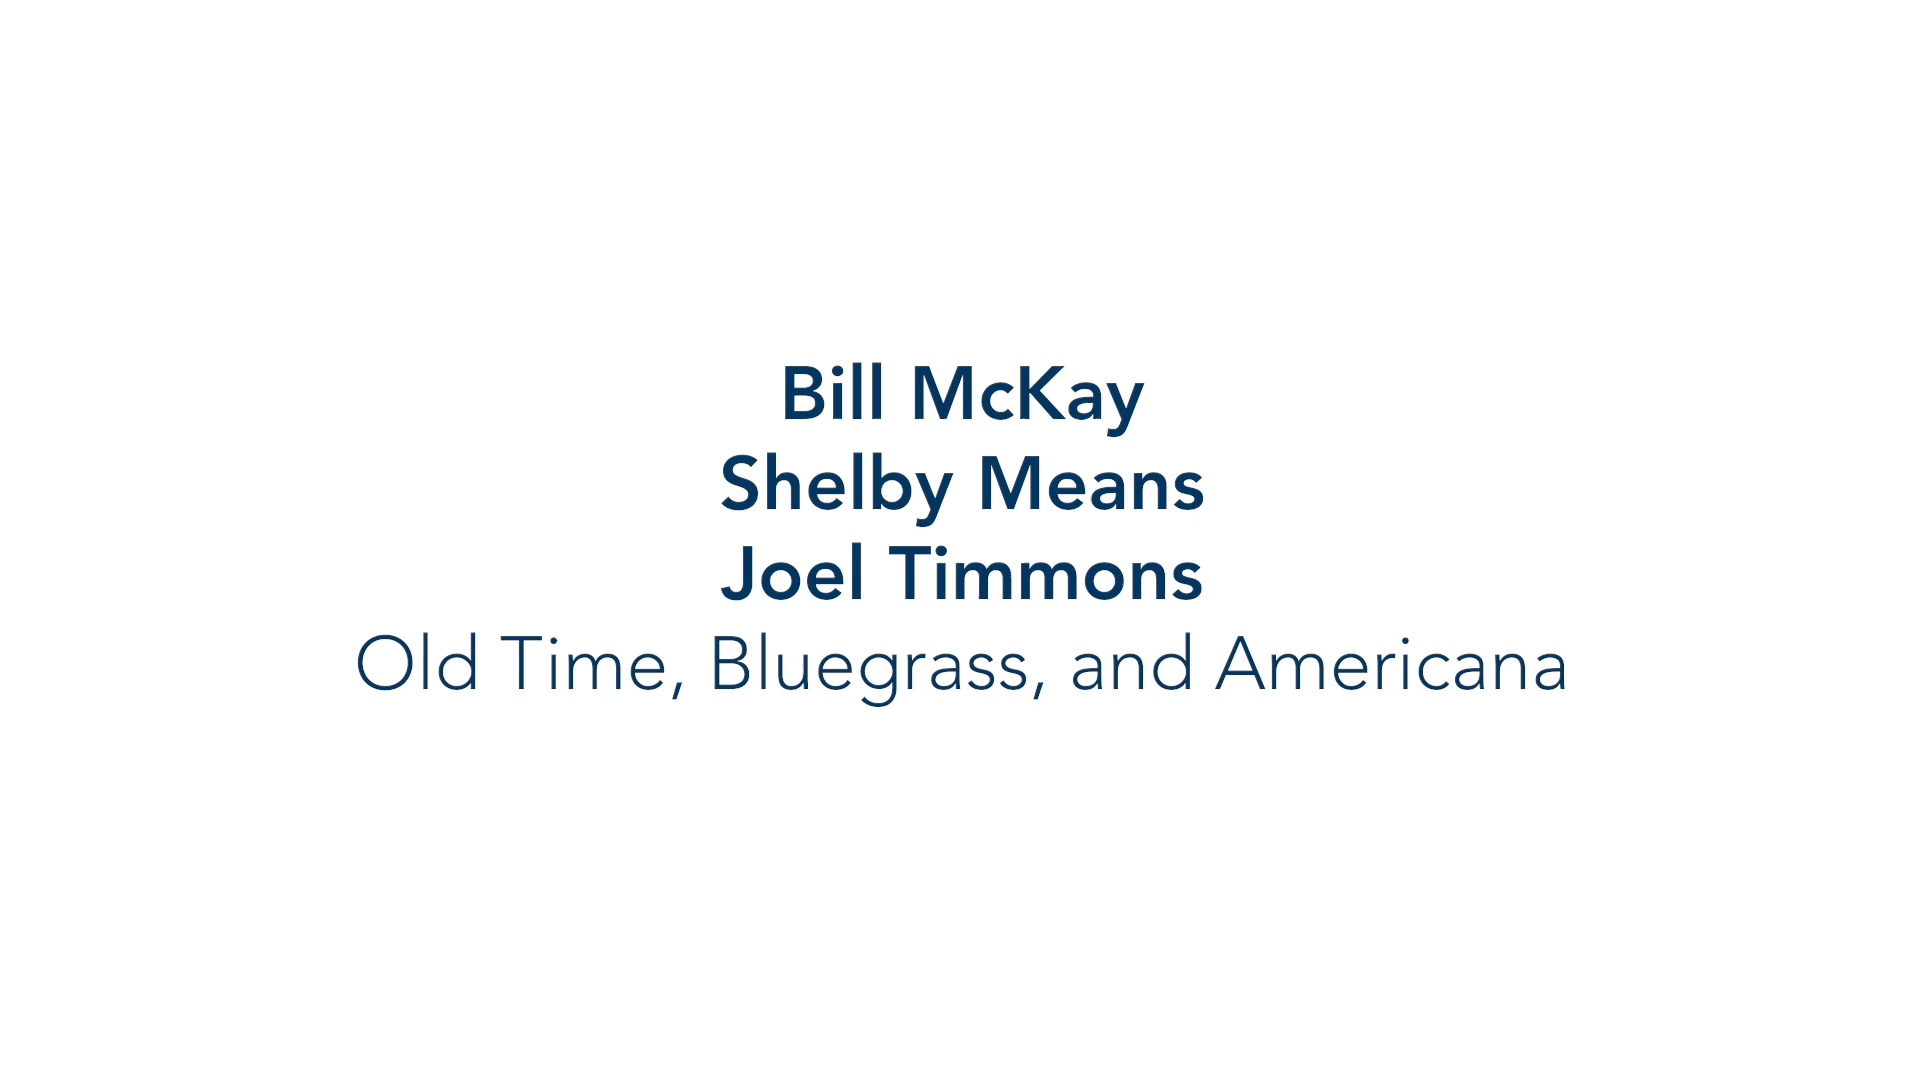 Bill McKay
Shelby Means
Joel Timmons
Old Time, Bluegrass, and Americana